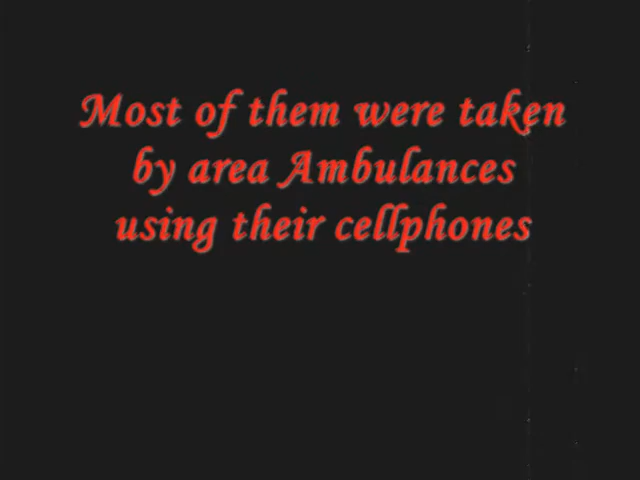 Most of them were taken
by area Ambulances
using their cellphones